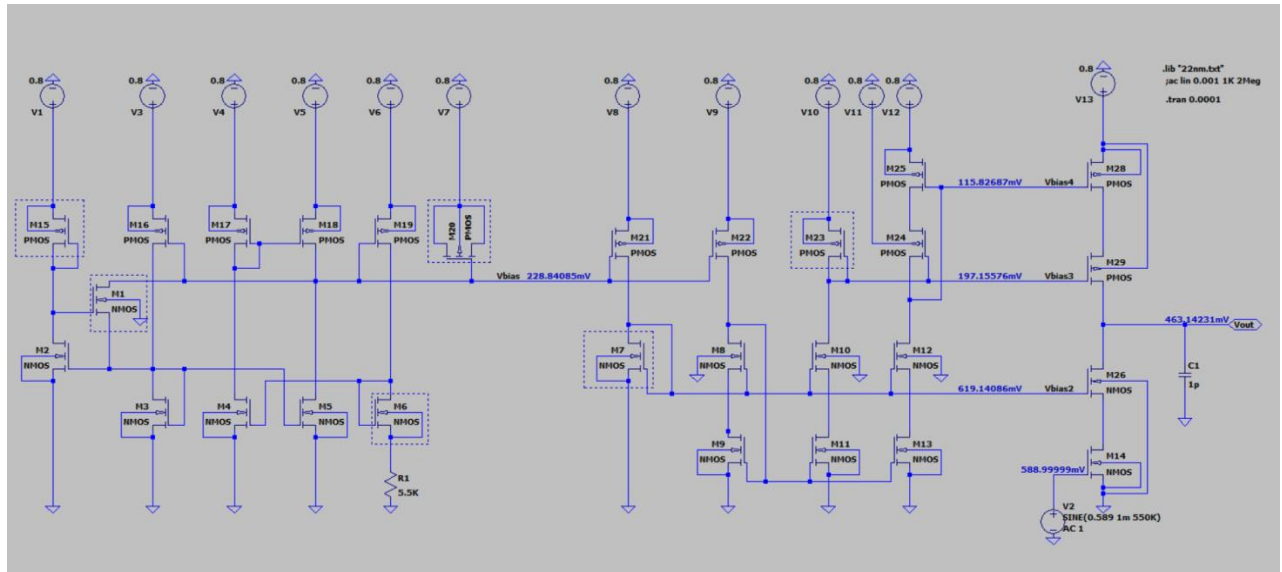 0.8 0.8 0.8 0.8 0.8 0.8 0.8 0.8 0.8 0.8 0.8
V1 V3 V4 V5 V6 V7 V8 V9 V10 V11 V12 V13
.lib "22nm.txt"
;ac lin 0.001 1K 2Meg
.tran 0.0001
M25
PMOS
115.82687mV Vbias4
M28
PMOS
M15
PMOS
M16
PMOS
M17
PMOS
M18
PMOS
M19
PMOS
M20
PMOS
M21
PMOS
M22
PMOS
M23
PMOS
M24
PMOS
M29
PMOS
Vbias 228.84085mV
197.15576mV Vbias3
M1
NMOS
463.14231mV Vout
M2
NMOS
M7
NMOS
M8
NMOS
M10
NMOS
M12
NMOS
M26
NMOS
C1
1p
619.14086mV Vbias2
M3
NMOS
M4
NMOS
M5
NMOS
M6
NMOS
M9
NMOS
M11
NMOS
M13
NMOS
M14
NMOS
588.99999mV
R1
5.5K
V2
SINE(0.589 1m 550K)
AC 1